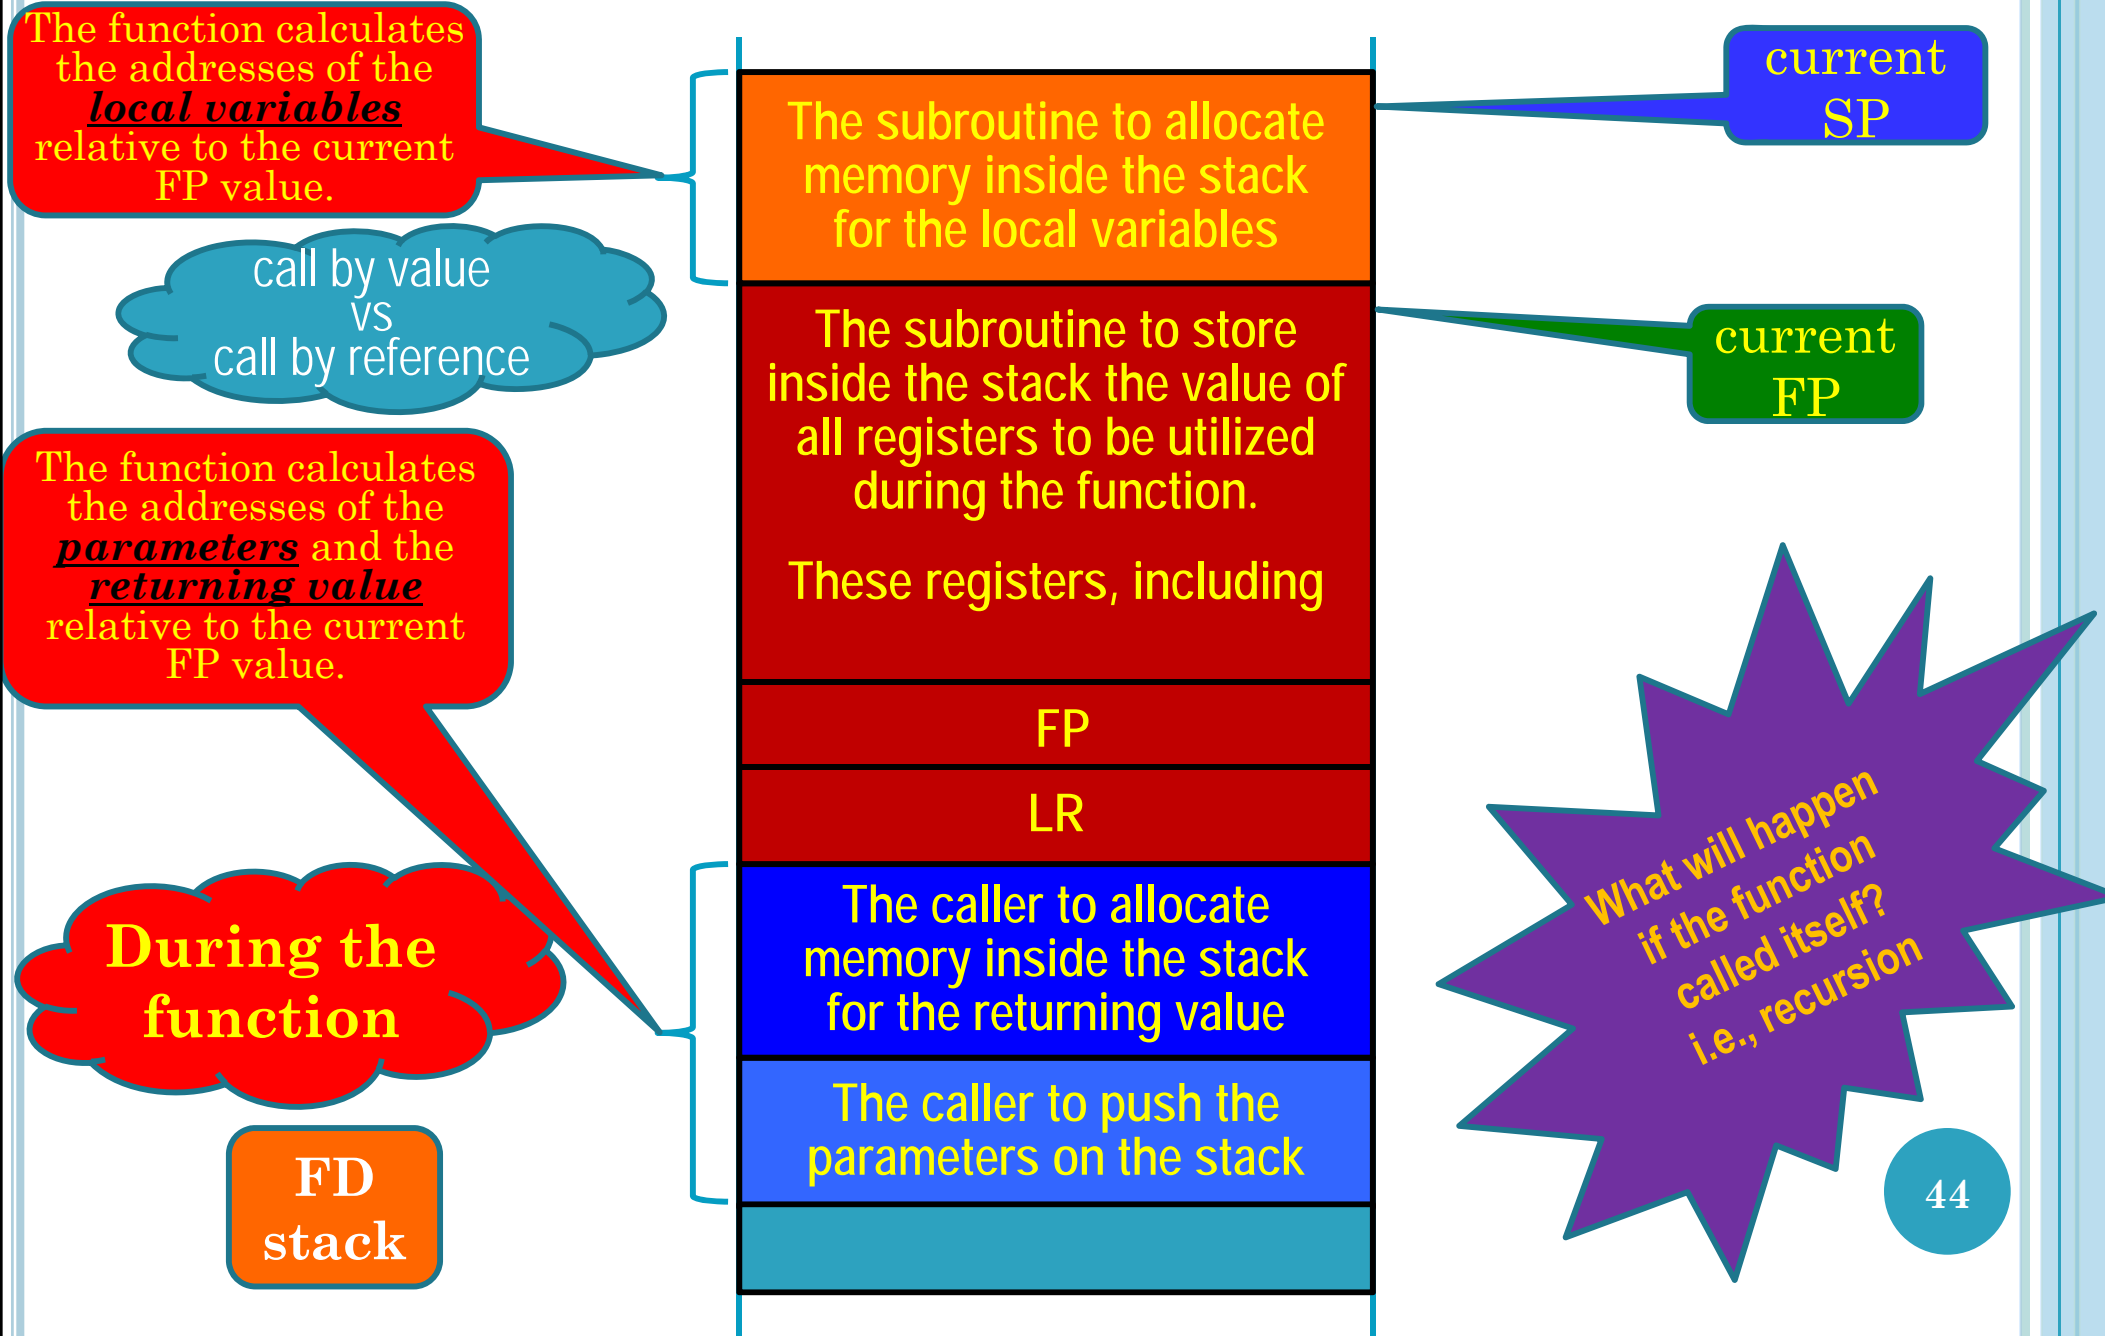 The function calculates
the addresses of the
local variables
relative to the current
FP value.
call by value
vs
call by reference
The function calculates
the addresses of the
parameters and the
returning value
relative to the current
FP value.
During the
function
FD
stack
The subroutine to allocate
memory inside the stack
for the local variables
The subroutine to store
inside the stack the value of
all registers to be utilized
during the function.
These registers, including
FP
LR
The caller to allocate
memory inside the stack
for the returning value
The caller to push the
parameters on the stack
current
SP
current
FP
What will happen
if the function
called itself?
i.e., recursion
44